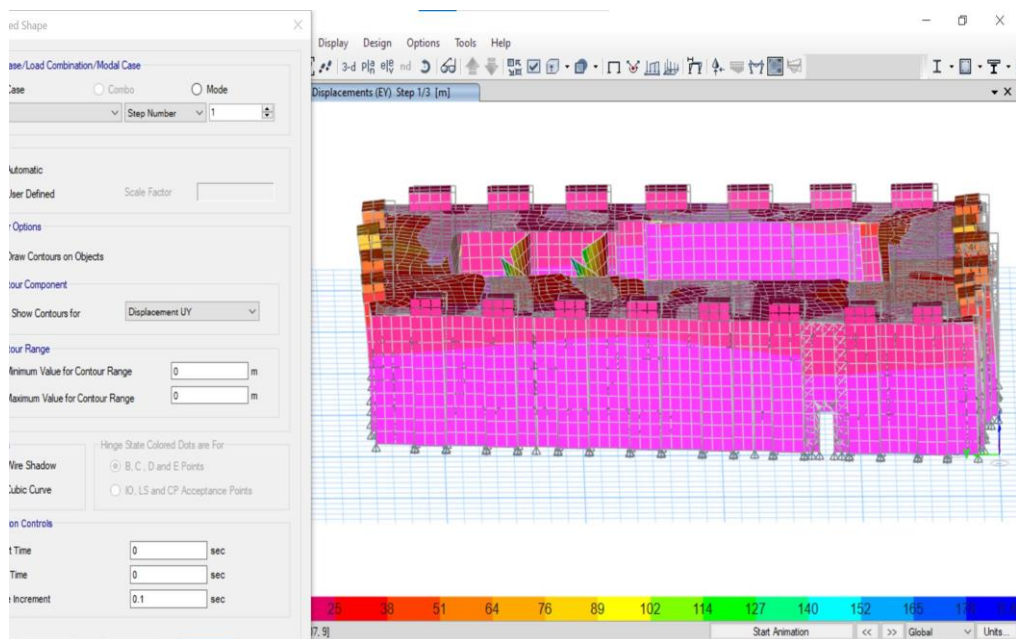 ed Shape
ase/Load Combination/Modal Case
Case Combo Mode
Step Number 1
Automatic
User Defined Scale Factor
r Options
Draw Contours on Objects
our Component
Show Contours for Displacement UY
our Range
Minimum Value for Contour Range 0 m
Maximum Value for Contour Range 0 m
Hinge State Colored Dots are For
Wire Shadow B, C , D and E Points
Cubic Curve IO, LS and CP Acceptance Points
on Controls
t Time 0 sec
Time 0 sec
e Increment 0.1 sec
Display Design Options Tools Help
3-d nd
Displacements (EY) Step 1/3 [m]
25 38 51 64 76 89 102 114 127 140 152 165
Start Animation << >> Global Units...